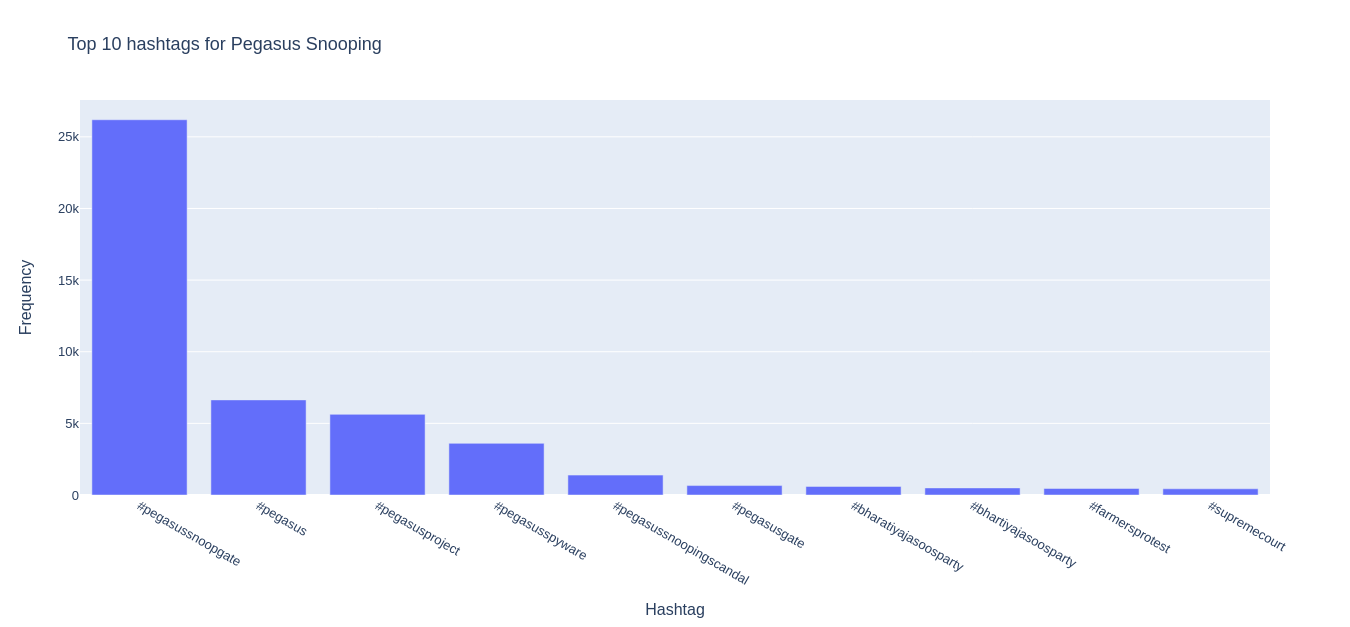 Top 10 hashtags for Pegasus Snooping
Frequency
25k
20k
15k
10k
5k
0
#pegasussnoopgate
#pegasus
#pegasusproject
#pegasusspyware
#pegasussnoopingscandal
#pegasusgate
#bharatiyajasoosparty
#bhartiyajasoosparty
#farmersprotest
#supremecourt
Hashtag